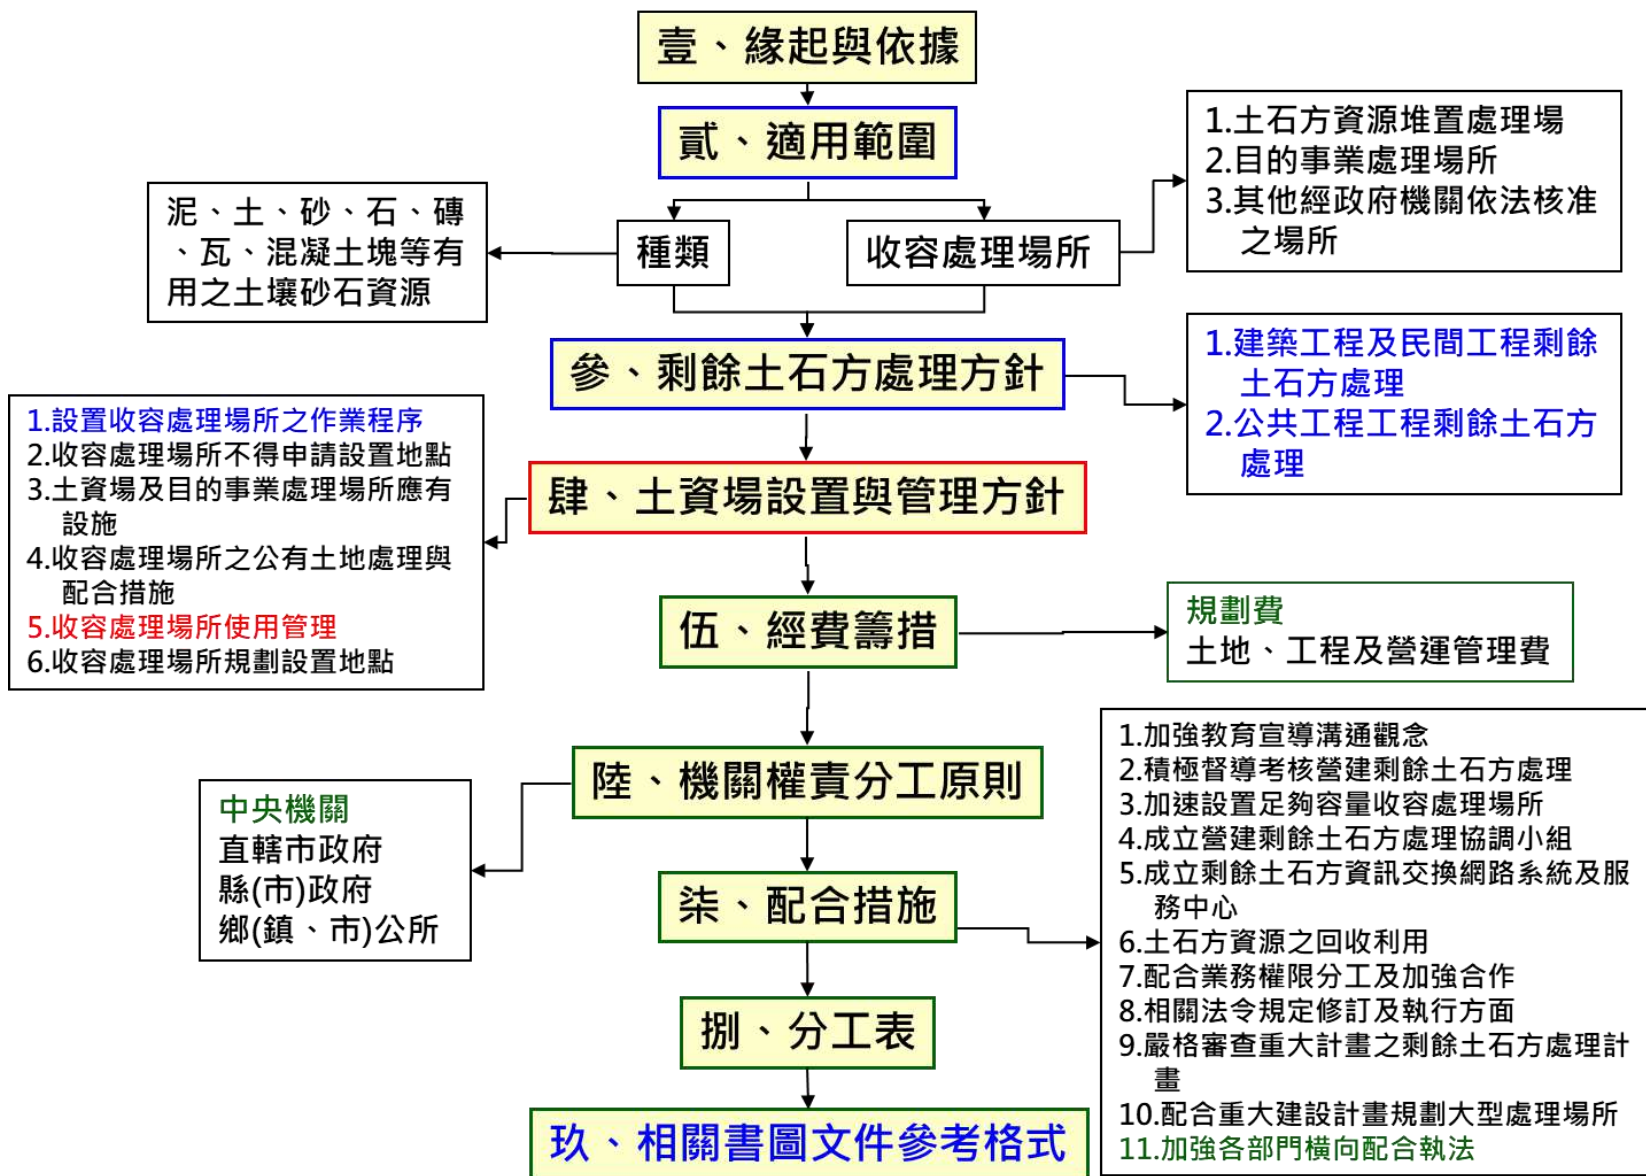 壹、緣起與依據
貳、適用範圍
1.土石方資源堆置處理場
2.目的事業處理場所
3.其他經政府機關依法核准
之場所
泥、土、砂、石、磚
、瓦、混凝土塊等有
用之土壤砂石資源
種類
收容處理場所
參、剩餘土石方處理方針
1.建築工程及民間工程剩餘
土石方處理
2.公共工程工程剩餘土石方
處理
1.設置收容處理場所之作業程序
2.收容處理場所不得申請設置地點
3.土資場及目的事業處理場所應有
設施
4.收容處理場所之公有土地處理與
配合措施
5.收容處理場所使用管理
6.收容處理場所規劃設置地點
肆、土資場設置與管理方針
伍、經費籌措
規劃費
土地、工程及營運管理費
陸、機關權責分工原則
中央機關
直轄市政府
縣(市)政府
鄉(鎮、市)公所
柒、配合措施
1.加強教育宣導溝通觀念
2.積極督導考核營建剩餘土石方處理
3.加速設置足夠容量收容處理場所
4.成立營建剩餘土石方處理協調小組
5.成立剩餘土石方資訊交換網路系統及服
務中心
6.土石方資源之回收利用
7.配合業務權限分工及加強合作
8.相關法令規定修訂及執行方面
9.嚴格審查重大計畫之剩餘土石方處理計
畫
10.配合重大建設計畫規劃大型處理場所
11.加強各部門橫向配合執法
捌、分工表
玖、相關書圖文件參考格式